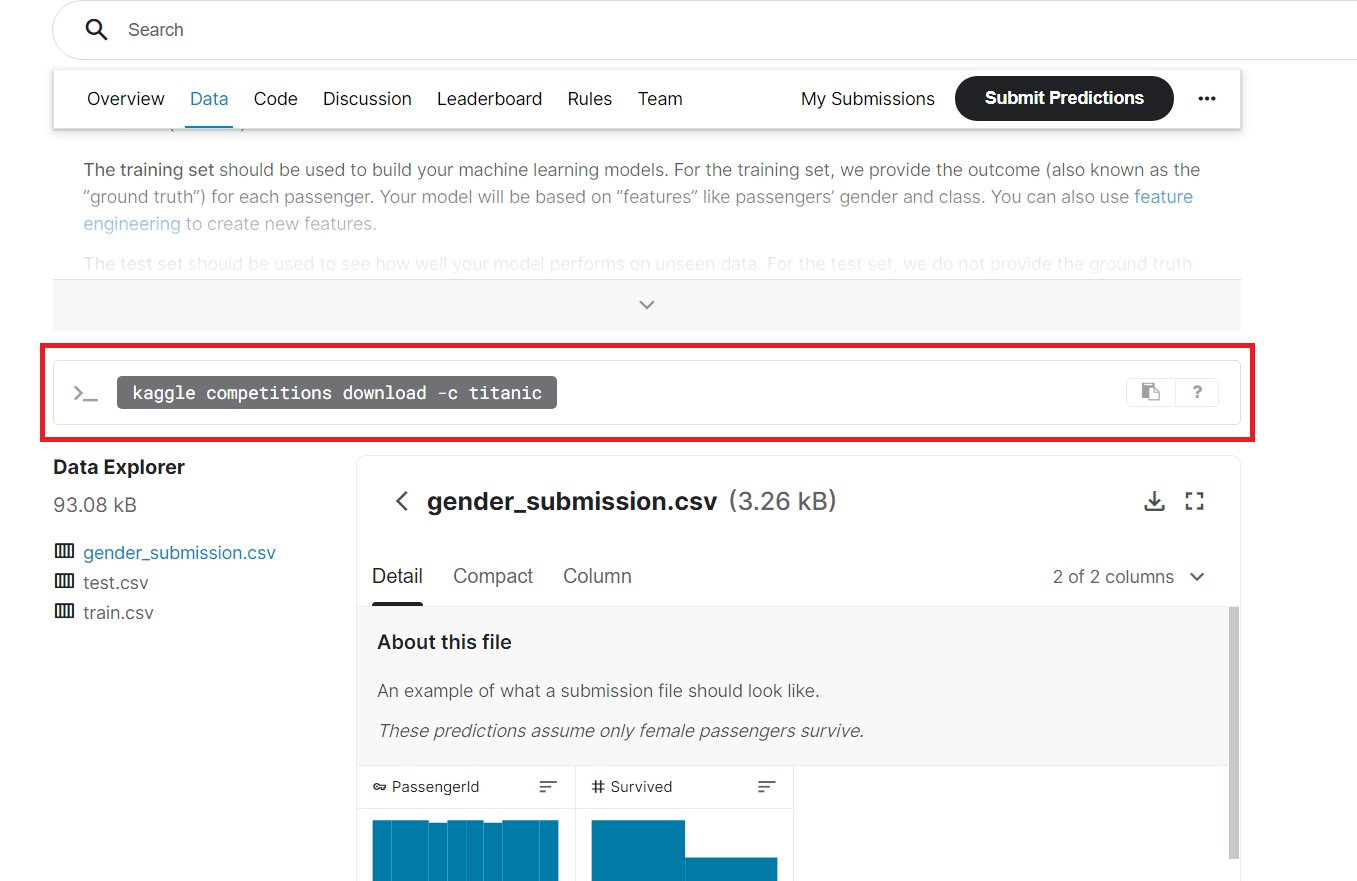 Search
Overview Data Code Discussion Leaderboard Rules Team My Submissions Submit Predictions
The training set should be used to build your machine learning models. For the training set, we provide the outcome (also known as the
“ground truth”) for each passenger. Your model will be based on “features” like passengers’ gender and class. You can also use feature
engineering to create new features.
The test set should be used to see how well your model performs on unseen data. For the test set, we do not provide the ground truth
>_ kaggle competitions download -c titanic ?
Data Explorer
93.08 kB
gender_submission.csv
test.csv
train.csv
gender_submission.csv (3.26 kB)
Detail Compact Column 2 of 2 columns
About this file
An example of what a submission file should look like.
These predictions assume only female passengers survive.
PassengerId # Survived